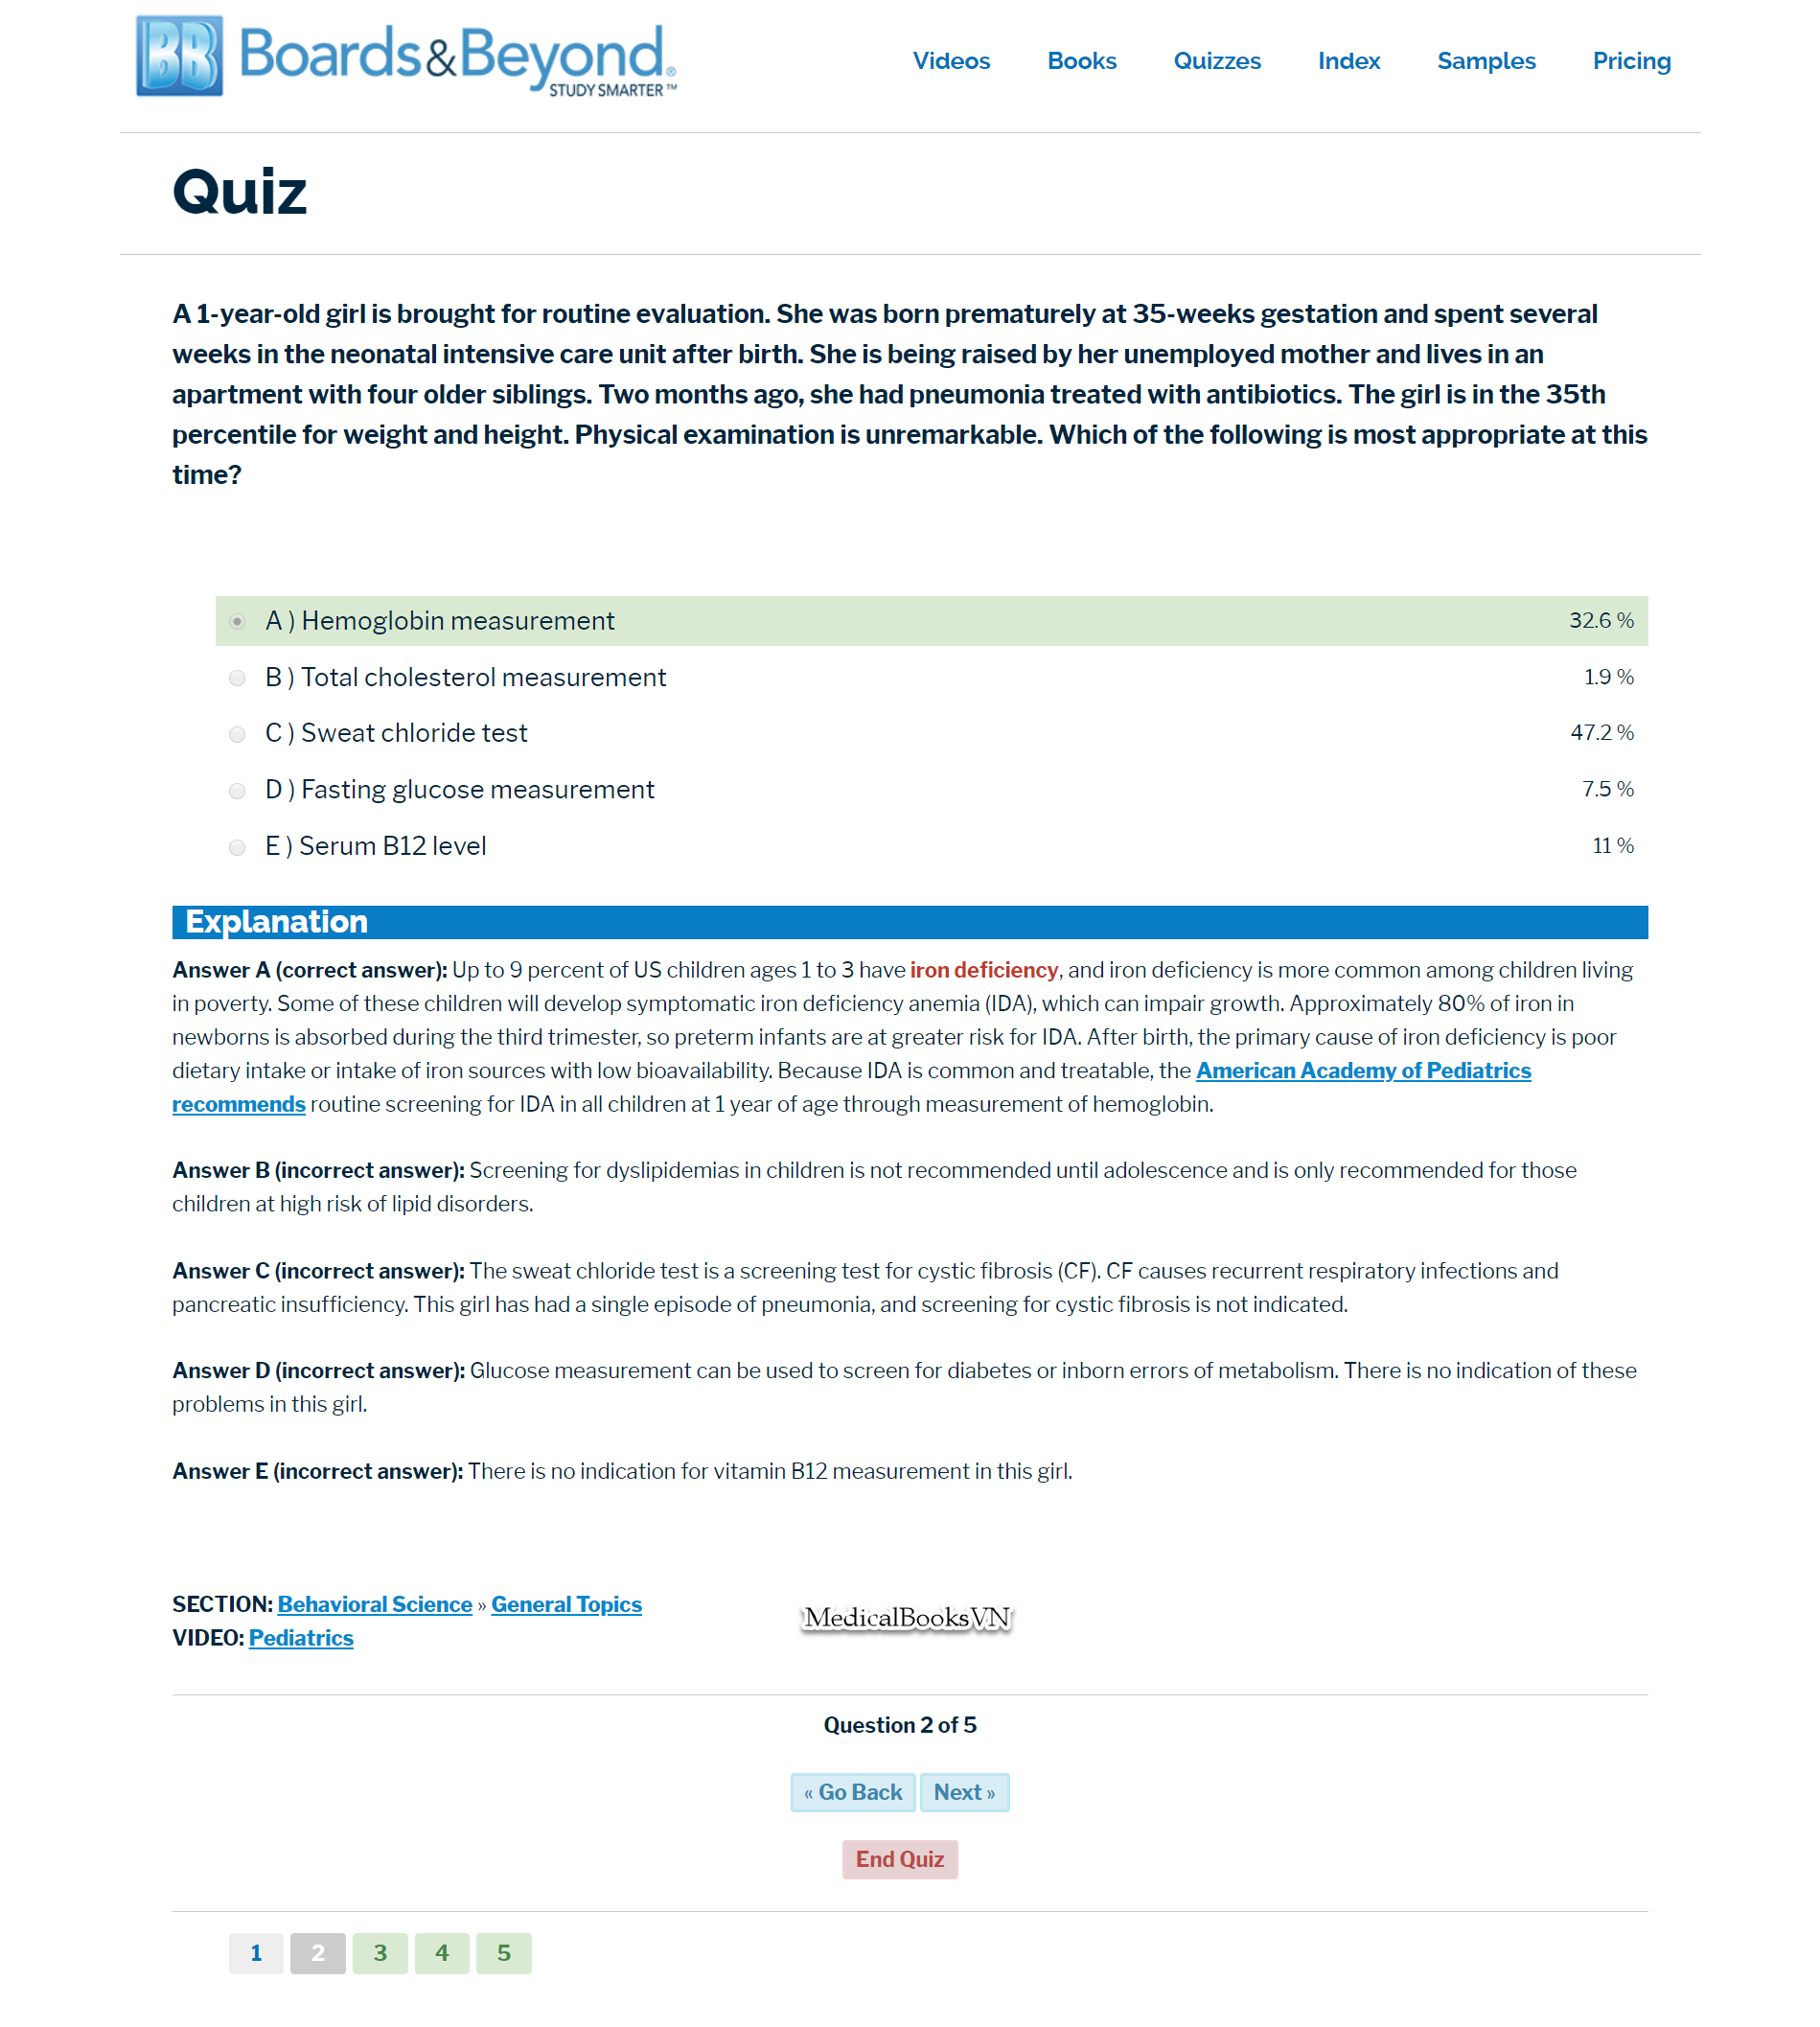 BB Boards&Beyond®
STUDY SMARTER™
Videos Books Quizzes Index Samples Pricing
Quiz
A 1-year-old girl is brought for routine evaluation. She was born prematurely at 35-weeks gestation and spent several
weeks in the neonatal intensive care unit after birth. She is being raised by her unemployed mother and lives in an
apartment with four older siblings. Two months ago, she had pneumonia treated with antibiotics. The girl is in the 35th
percentile for weight and height. Physical examination is unremarkable. Which of the following is most appropriate at this
time?
A ) Hemoglobin measurement 32.6 %
B ) Total cholesterol measurement 1.9 %
C ) Sweat chloride test 47.2 %
D ) Fasting glucose measurement 7.5 %
E ) Serum B12 level 11 %
Explanation
Answer A (correct answer): Up to 9 percent of US children ages 1 to 3 have iron deficiency, and iron deficiency is more common among children living
in poverty. Some of these children will develop symptomatic iron deficiency anemia (IDA), which can impair growth. Approximately 80% of iron in
newborns is absorbed during the third trimester, so preterm infants are at greater risk for IDA. After birth, the primary cause of iron deficiency is poor
dietary intake or intake of iron sources with low bioavailability. Because IDA is common and treatable, the American Academy of Pediatrics
recommends routine screening for IDA in all children at 1 year of age through measurement of hemoglobin.
Answer B (incorrect answer): Screening for dyslipidemias in children is not recommended until adolescence and is only recommended for those
children at high risk of lipid disorders.
Answer C (incorrect answer): The sweat chloride test is a screening test for cystic fibrosis (CF). CF causes recurrent respiratory infections and
pancreatic insufficiency. This girl has had a single episode of pneumonia, and screening for cystic fibrosis is not indicated.
Answer D (incorrect answer): Glucose measurement can be used to screen for diabetes or inborn errors of metabolism. There is no indication of these
problems in this girl.
Answer E (incorrect answer): There is no indication for vitamin B12 measurement in this girl.
SECTION: Behavioral Science » General Topics
MedicalBooksVN
VIDEO: Pediatrics
Question 2 of 5
« Go Back Next »
End Quiz
1 2 3 4 5